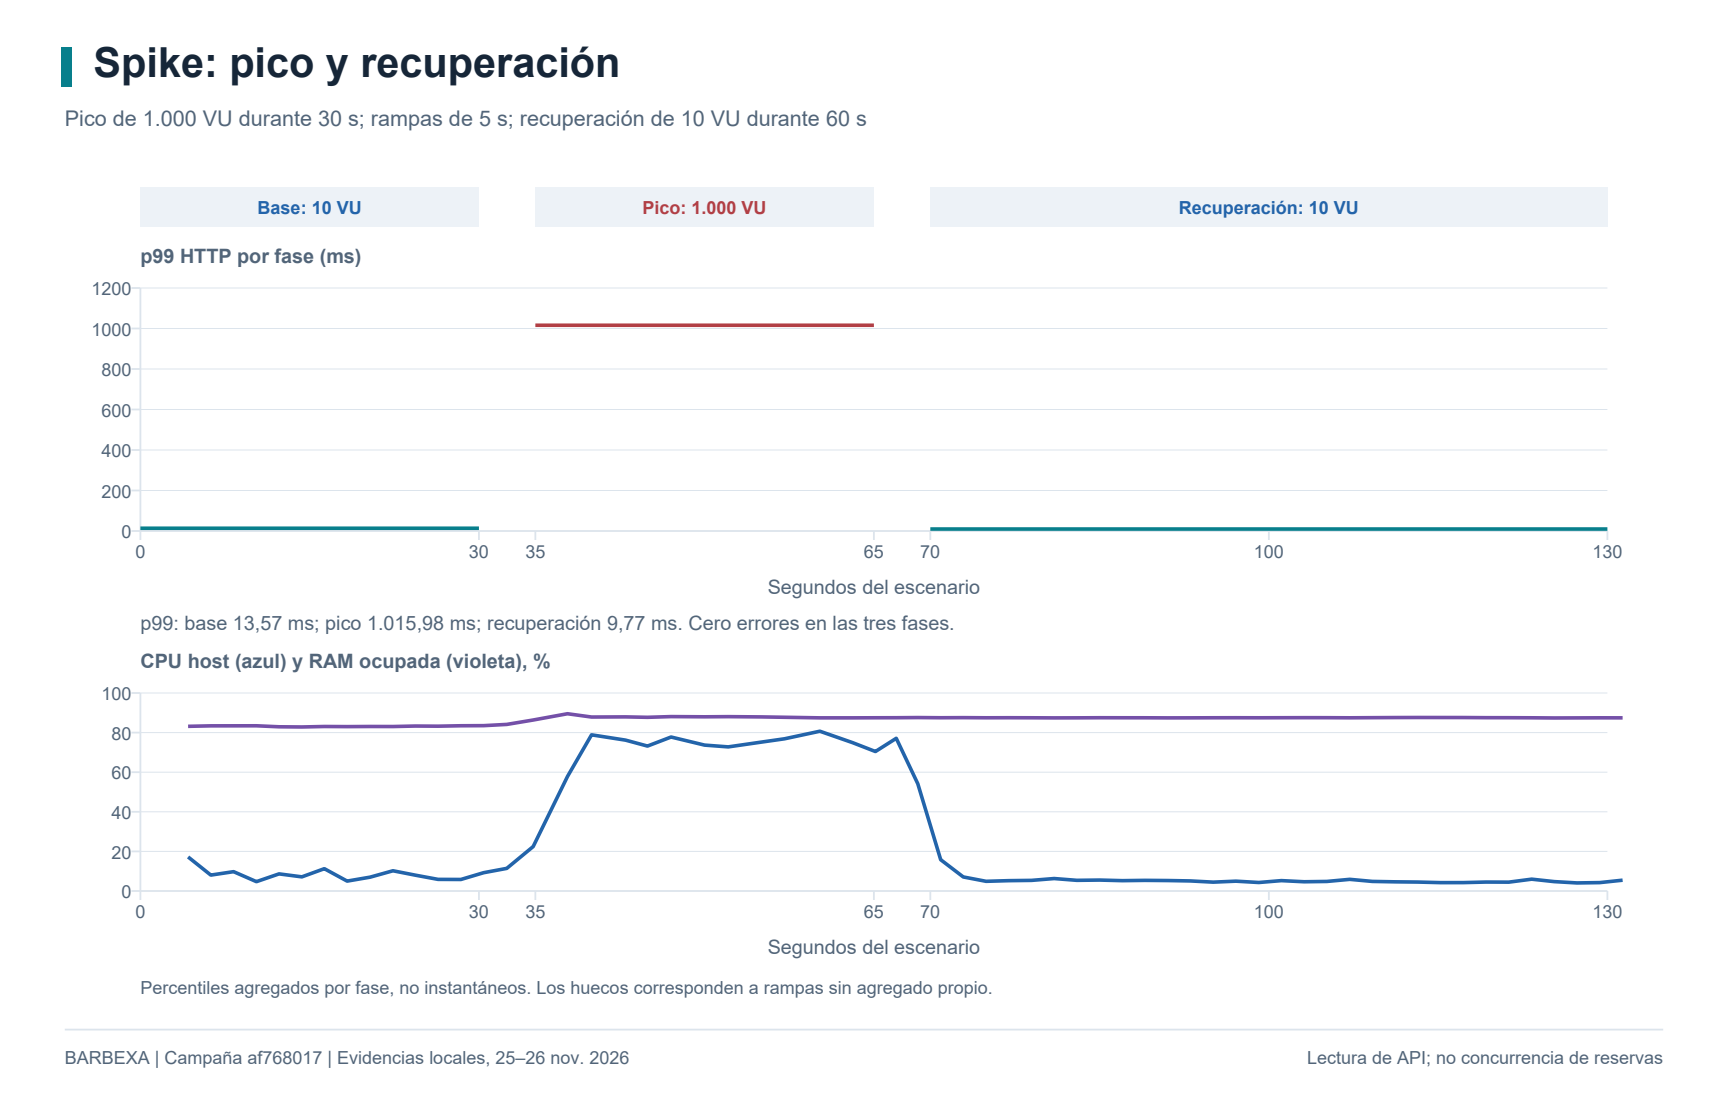 Spike: pico y recuperación
Pico de 1.000 VU durante 30 s; rampas de 5 s; recuperación de 10 VU durante 60 s
Base: 10 VU
Pico: 1.000 VU
Recuperación: 10 VU
p99 HTTP por fase (ms)
1200
1000
800
600
400
200
0
0 30 35 65 70 100 130
Segundos del escenario
p99: base 13,57 ms; pico 1.015,98 ms; recuperación 9,77 ms. Cero errores en las tres fases.
CPU host (azul) y RAM ocupada (violeta), %
100
80
60
40
20
0
0 30 35 65 70 100 130
Segundos del escenario
Percentiles agregados por fase, no instantáneos. Los huecos corresponden a rampas sin agregado propio.
BARBEXA | Campaña af768017 | Evidencias locales, 25–26 nov. 2026
Lectura de API; no concurrencia de reservas